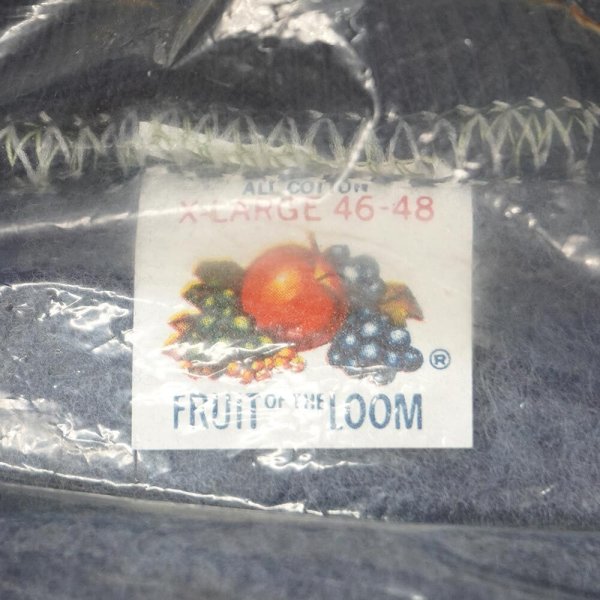 ALL COTTON
X-LARGE 46-48
®
FRUIT OF THE LOOM